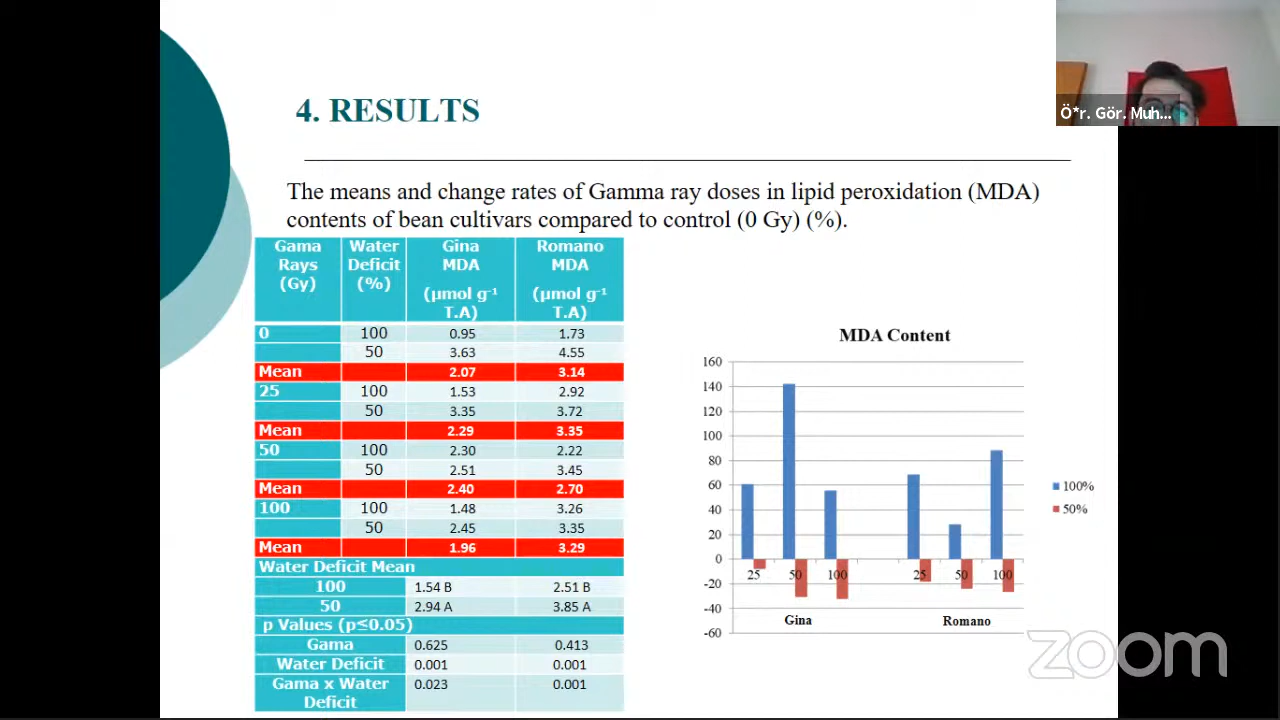 4. RESULTS
Ö*r. Gör. Muh...
The means and change rates of Gamma ray doses in lipid peroxidation (MDA)
contents of bean cultivars compared to control (0 Gy) (%).
Gama Rays (Gy) Water Deficit (%) Gina MDA (µmol g⁻¹ T.A) Romano MDA (µmol g⁻¹ T.A)
0 100 0.95 1.73
50 3.63 4.55
Mean 2.07 3.14
25 100 1.53 2.92
50 3.35 3.72
Mean 2.29 3.35
50 100 2.30 2.22
50 2.51 3.45
Mean 2.40 2.70
100 100 1.48 3.26
50 2.45 3.35
Mean 1.96 3.29
Water Deficit Mean
100 1.54 B 2.51 B
50 2.94 A 3.85 A
p Values (p≤0.05)
Gama 0.625 0.413
Water Deficit 0.001 0.001
Gama x Water Deficit 0.023 0.001
MDA Content
160
140
120
100
80
60
40
20
0
-20
-40
-60
25 50 100 25 50 100
Gina Romano
100%
50%
zoom